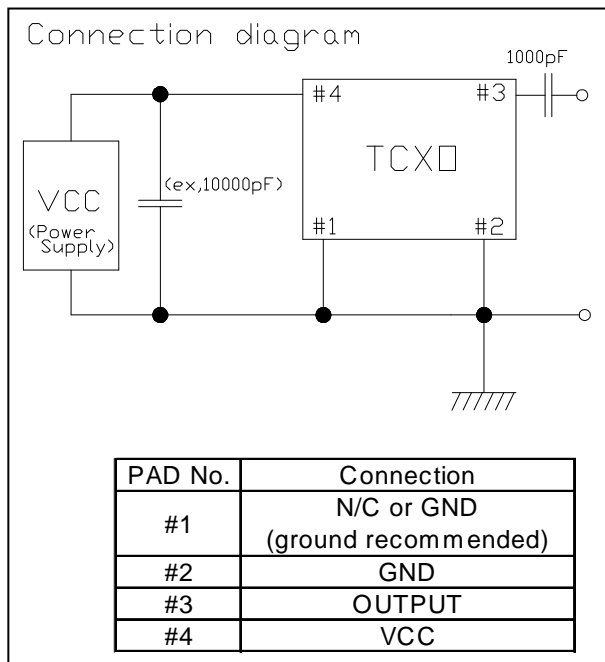 Connection diagram
1000pF
#4 #3
TCXO
(ex,10000pF)
VCC
(Power
Supply)
#1 #2
PAD No. Connection
#1 N/C or GND
(ground recommended)
#2 GND
#3 OUTPUT
#4 VCC